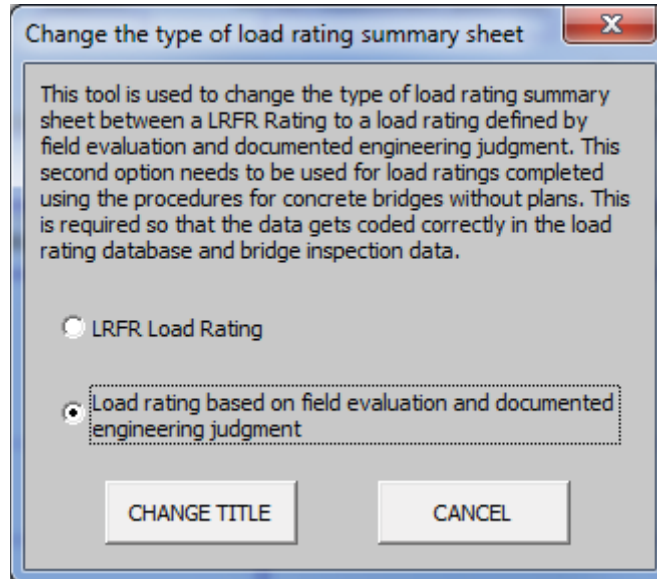 Change the type of load rating summary sheet
This tool is used to change the type of load rating summary
sheet between a LRFR Rating to a load rating defined by
field evaluation and documented engineering judgment. This
second option needs to be used for load ratings completed
using the procedures for concrete bridges without plans. This
is required so that the data gets coded correctly in the load
rating database and bridge inspection data.
LRFR Load Rating
Load rating based on field evaluation and documented
engineering judgment
CHANGE TITLE
CANCEL